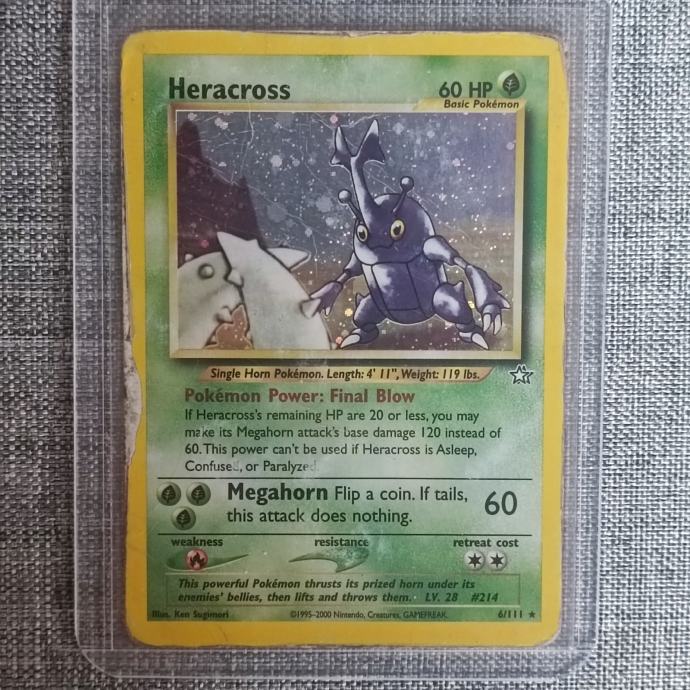 Heracross
60 HP
Basic Pokémon
Single Horn Pokémon. Length: 4' 11", Weight: 119 lbs.
Pokémon Power: Final Blow
If Heracross's remaining HP are 20 or less, you may
make its Megahorn attack's base damage 120 instead of
60. This power can't be used if Heracross is Asleep,
Confused, or Paralyzed.
Megahorn Flip a coin. If tails,
this attack does nothing.
60
weakness
resistance
retreat cost
This powerful Pokémon thrusts its prized horn under its
enemies' bellies, then lifts and throws them. LV. 28 #214
Illus. Ken Sugimori
©1995-2000 Nintendo, Creatures, GAMEFREAK.
6/111 ★